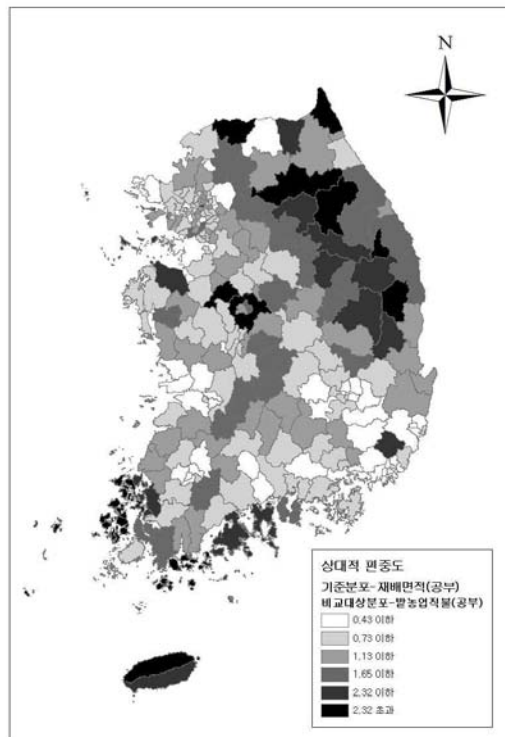 N
상대적 편중도
기준분포-재배면적(공부)
비교대상분포-밭농업직불(공부)
0,43 이하
0,73 이하
1,13 이하
1,65 이하
2,32 이하
2,32 초과